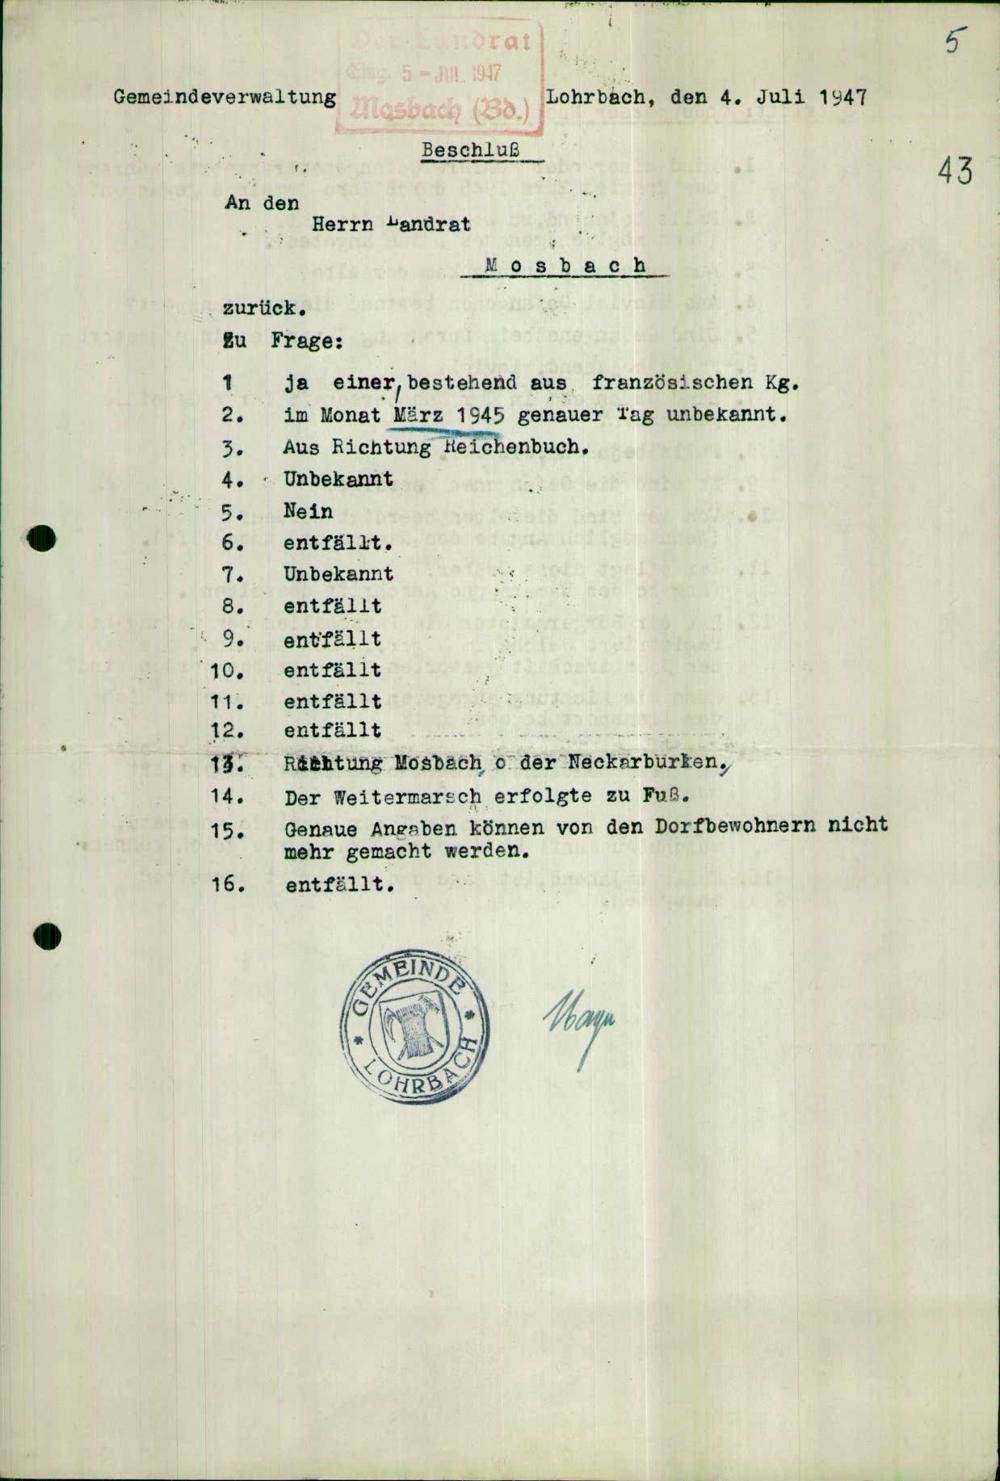 5
Der Landrat
Eing. 5 - JUL. 1947
Mosbach (Bd.)
Gemeindeverwaltung
Lohrbach, den 4. Juli 1947
Beschluß
43
An den
Herrn Landrat
M o s b a c h
zurück.
Zu Frage:
1 ja einer, bestehend aus französischen Kg.
2. im Monat März 1945 genauer Tag unbekannt.
3. Aus Richtung Reichenbuch.
4. Unbekannt
5. Nein
6. entfällt.
7. Unbekannt
8. entfällt
9. entfällt
10. entfällt
11. entfällt
12. entfällt
13. Richtung Mosbach, o der Neckarburken.
14. Der Weitermarsch erfolgte zu Fuß.
15. Genaue Angaben können von den Dorfbewohnern nicht
mehr gemacht werden.
16. entfällt.
GEMEINDE
LOHRBACH